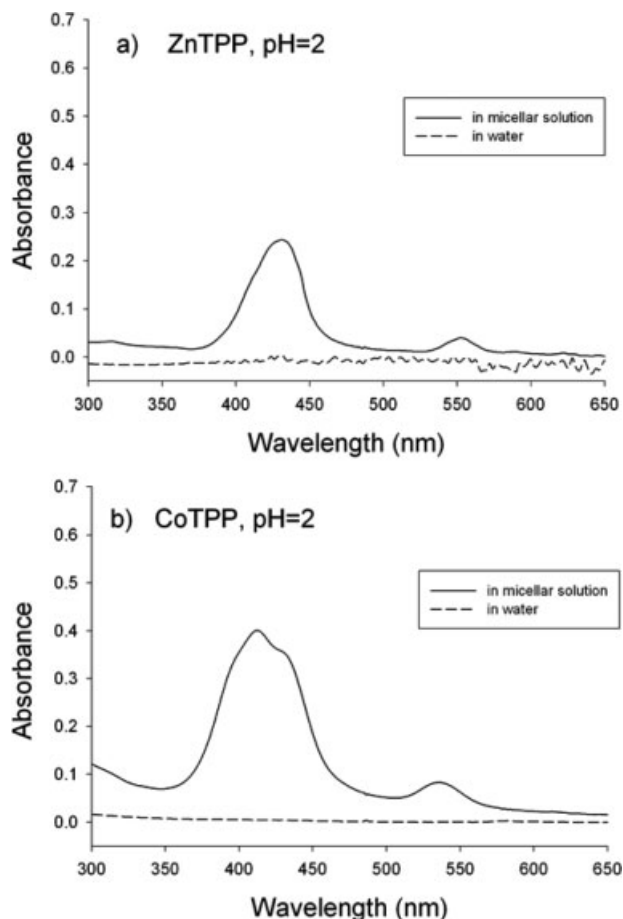 a) ZnTPP, pH=2
0.7
0.6
0.5
0.4
0.3
0.2
0.1
0.0
Absorbance
in micellar solution
in water
300 350 400 450 500 550 600 650
Wavelength (nm)
b) CoTPP, pH=2
0.7
0.6
0.5
0.4
0.3
0.2
0.1
0.0
Absorbance
in micellar solution
in water
300 350 400 450 500 550 600 650
Wavelength (nm)